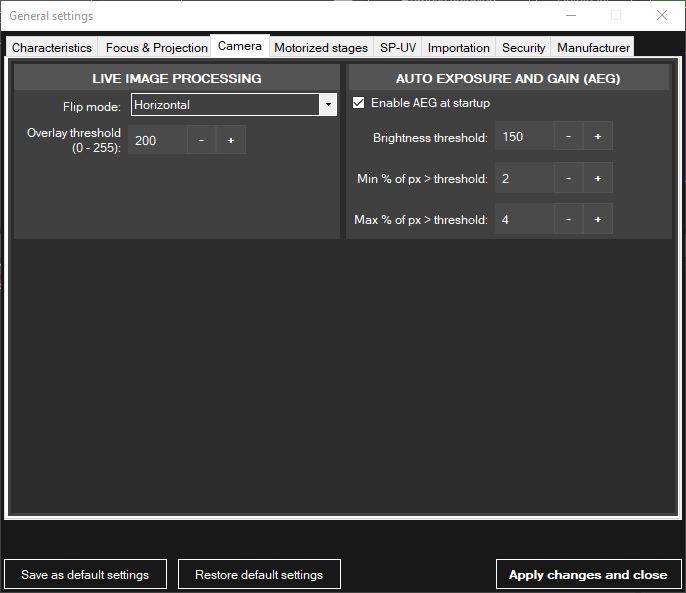 General settings
Characteristics Focus & Projection Camera Motorized stages SP-UV Importation Security Manufacturer
LIVE IMAGE PROCESSING
Flip mode: Horizontal
Overlay threshold
(0 - 255): 200 - +
AUTO EXPOSURE AND GAIN (AEG)
Enable AEG at startup
Brightness threshold: 150 - +
Min % of px > threshold: 2 - +
Max % of px > threshold: 4 - +
Save as default settings Restore default settings Apply changes and close